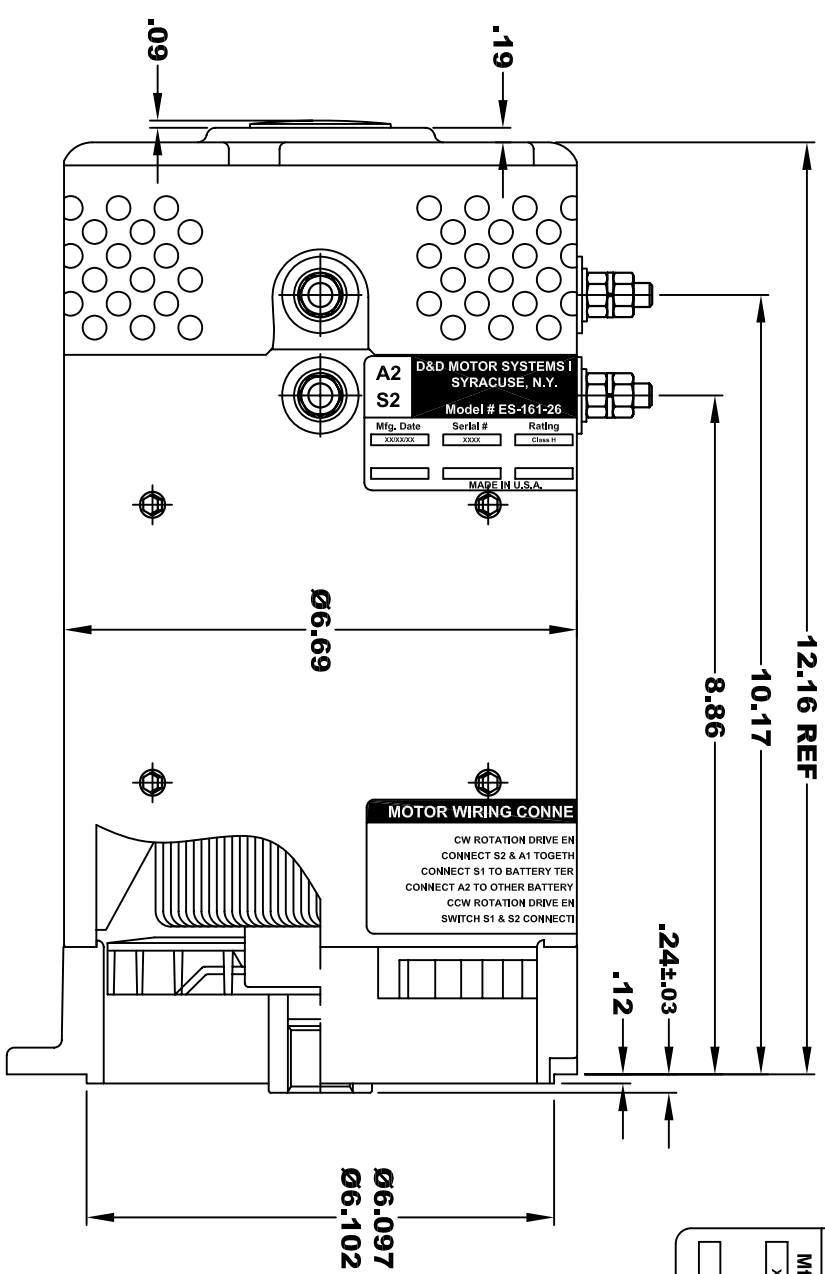 .09
.19
12.16 REF
10.17
8.86
A2
S2
D&D MOTOR SYSTEMS I
SYRACUSE, N.Y.
Model # ES-161-26
Mfg. Date
Serial #
Rating
XX/XX/XX
XXXX
Class H
MADE IN U.S.A.
Ø6.69
MOTOR WIRING CONNE
CW ROTATION DRIVE EN
CONNECT S2 & A1 TOGETH
CONNECT S1 TO BATTERY TER
CONNECT A2 TO OTHER BATTERY
CCW ROTATION DRIVE EN
SWITCH S1 & S2 CONNECTI
.24±.03
.12
Ø6.097
Ø6.102